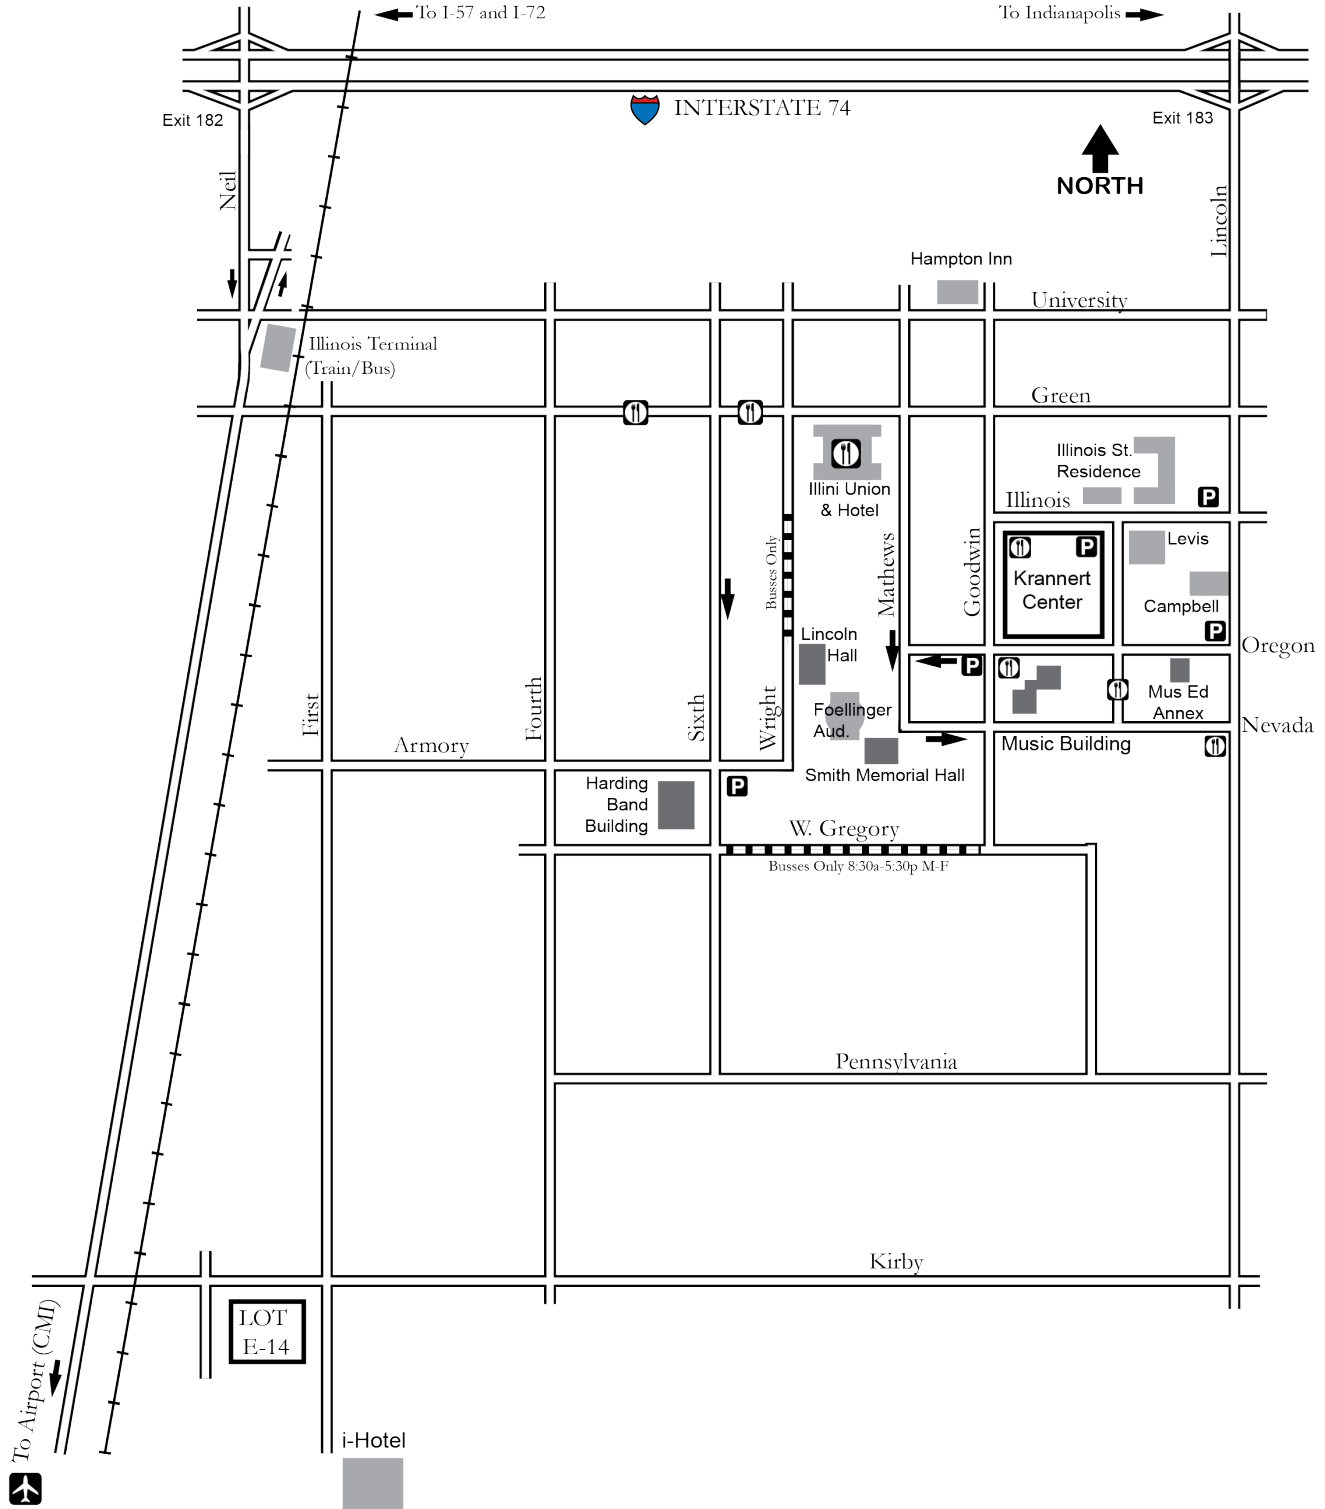 To I-57 and I-72
To Indianapolis
INTERSTATE 74
Exit 182
Exit 183
NORTH
Neil
Lincoln
Hampton Inn
University
Illinois Terminal
(Train/Bus)
Green
Illinois St.
Residence
Illini Union
& Hotel
Illinois
P
Busses Only
Mathews
Goodwin
P
Krannert
Center
Levis
Campbell
P
Lincoln
Hall
Oregon
P
First
Fourth
Sixth
Wright
Foellinger
Aud.
Mus Ed
Annex
Nevada
Armory
Music Building
Smith Memorial Hall
Harding
Band
Building
P
W. Gregory
Busses Only 8:30a-5:30p M-F
Pennsylvania
Kirby
To Airport (CMI)
LOT
E-14
i-Hotel